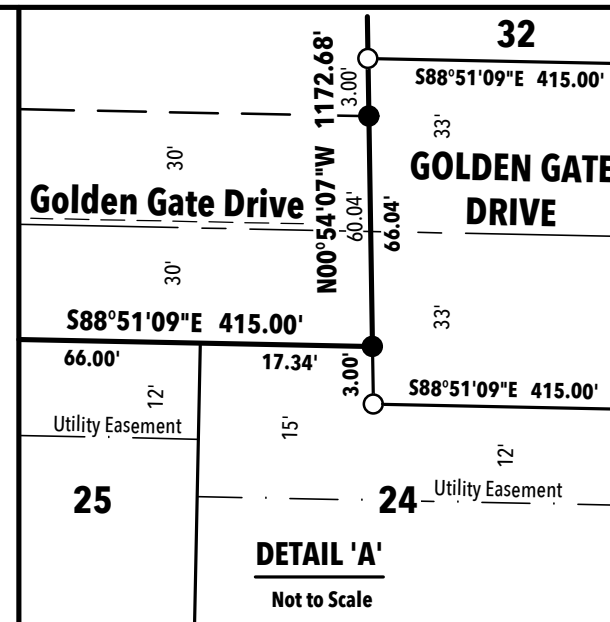 32
S88°51'09"E 415.00'
N00°54'07"W 1172.68'
3.00'
33'
30'
GOLDEN GATE
DRIVE
Golden Gate Drive
60.04'
66.04'
30'
33'
S88°51'09"E 415.00'
66.00'
17.34'
3.00'
S88°51'09"E 415.00'
12'
Utility Easement
15'
12'
Utility Easement
25
24
DETAIL 'A'
Not to Scale